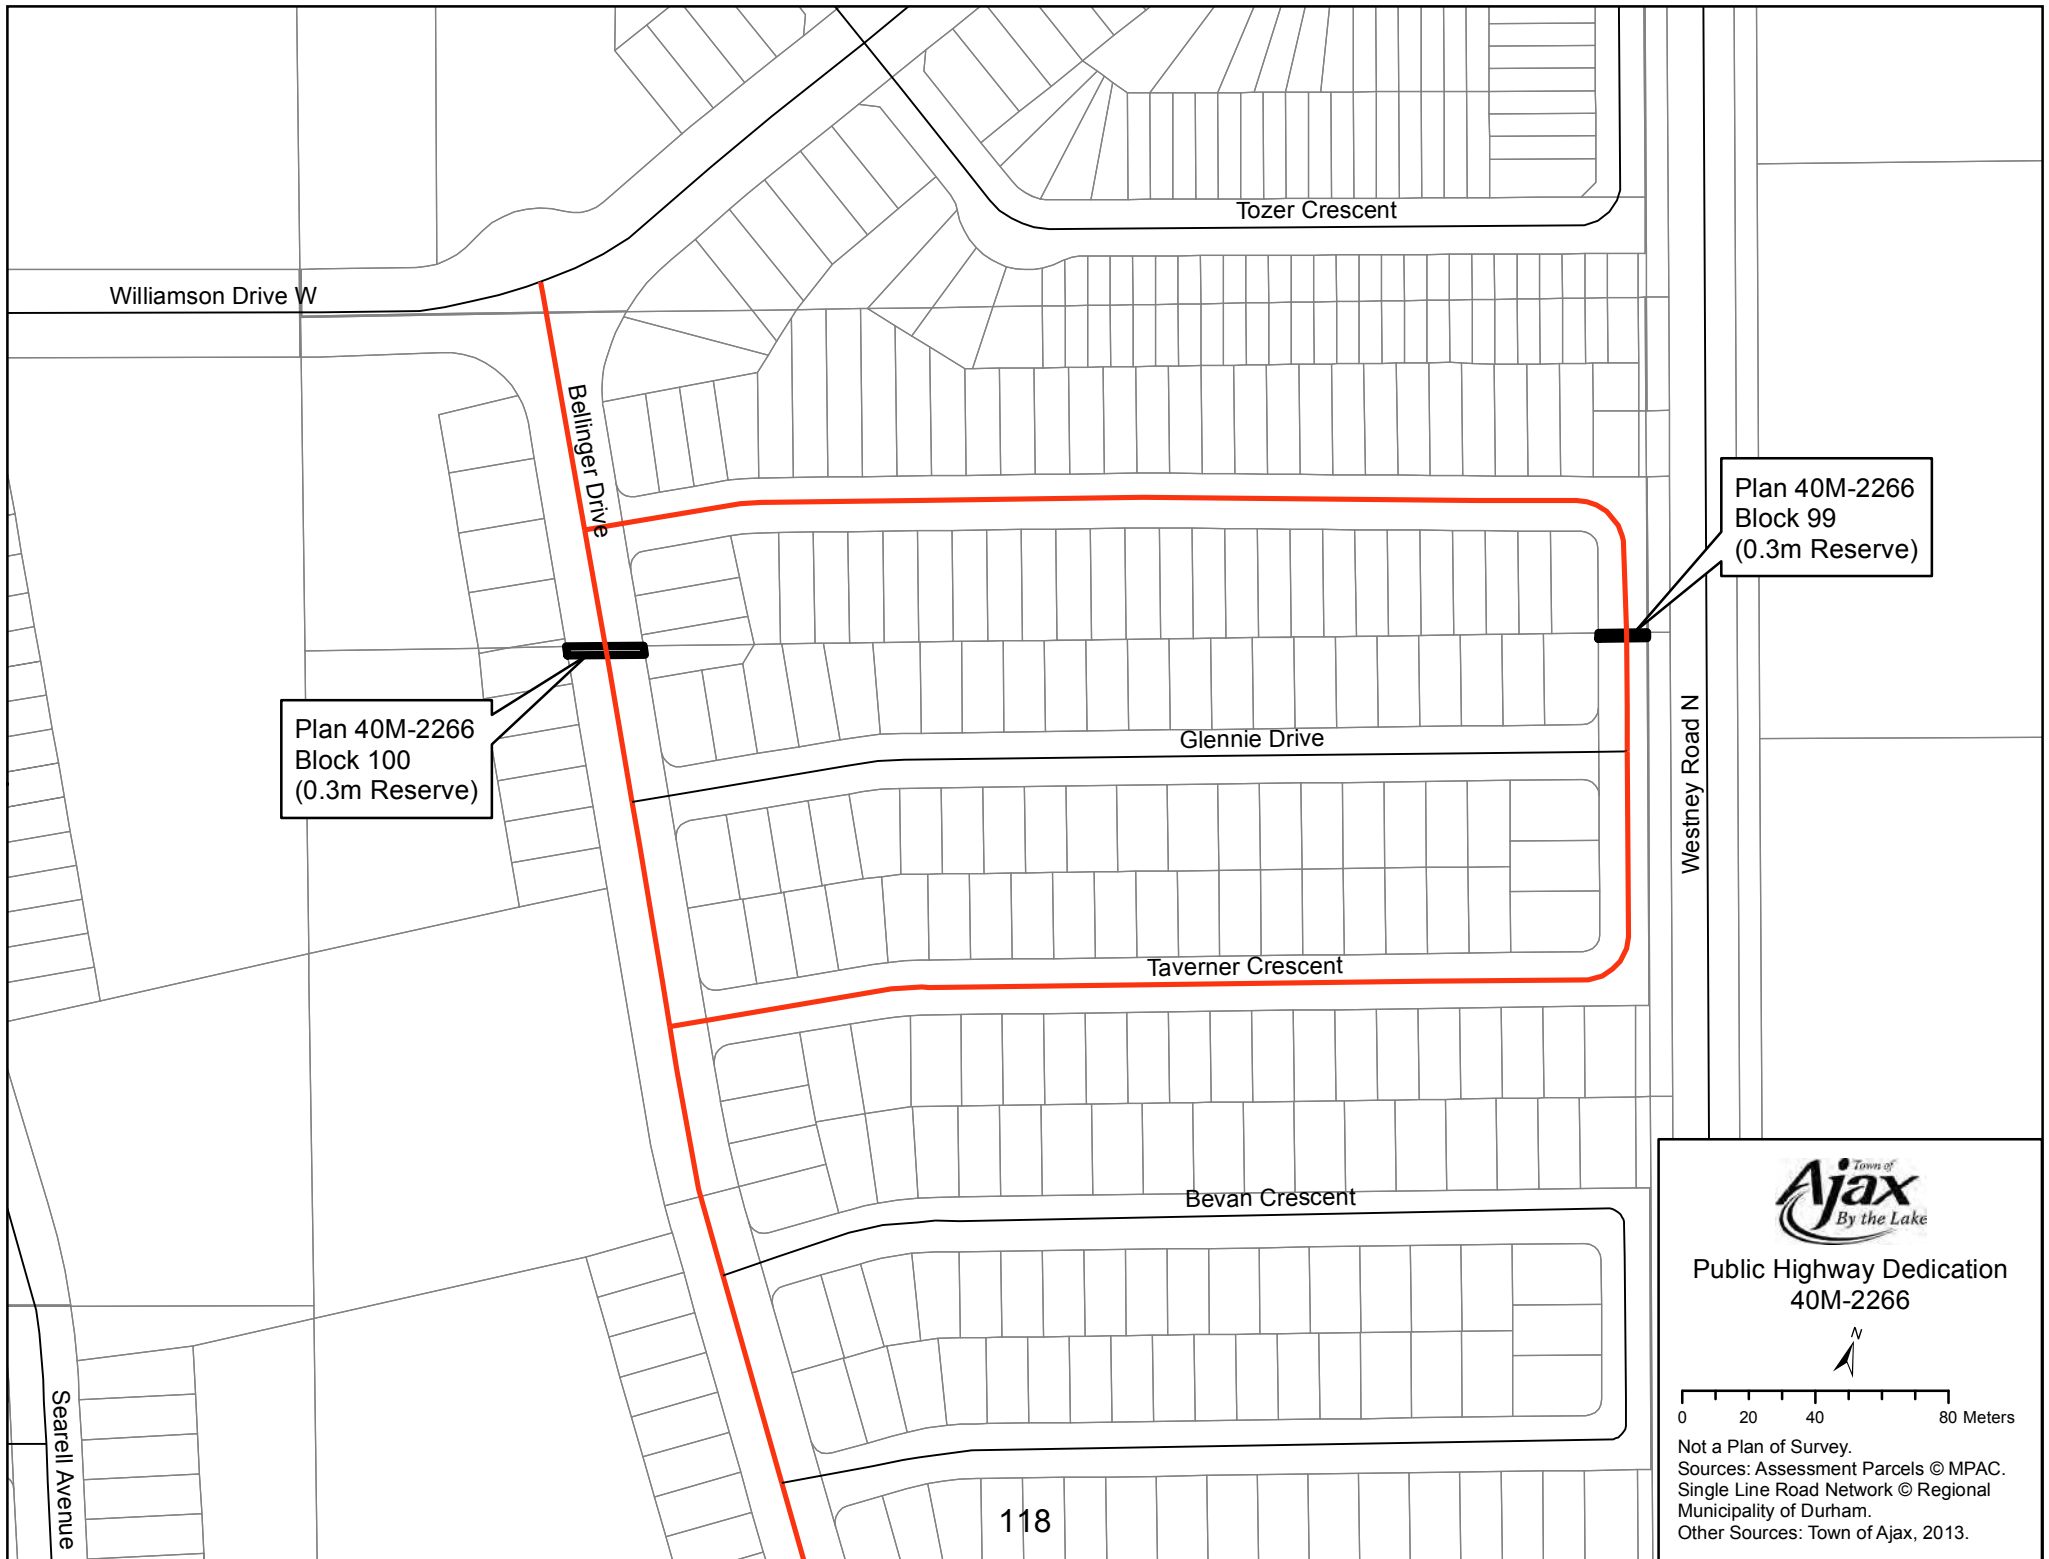 Tozer Crescent
Williamson Drive W
Bellinger Drive
Plan 40M-2266
Block 99
(0.3m Reserve)
Plan 40M-2266
Block 100
(0.3m Reserve)
Glennie Drive
Westney Road N
Taverner Crescent
Bevan Crescent
Searell Avenue
118
Town of
Ajax
By the Lake
Public Highway Dedication
40M-2266
N
0 20 40 80 Meters
Not a Plan of Survey.
Sources: Assessment Parcels © MPAC.
Single Line Road Network © Regional
Municipality of Durham.
Other Sources: Town of Ajax, 2013.